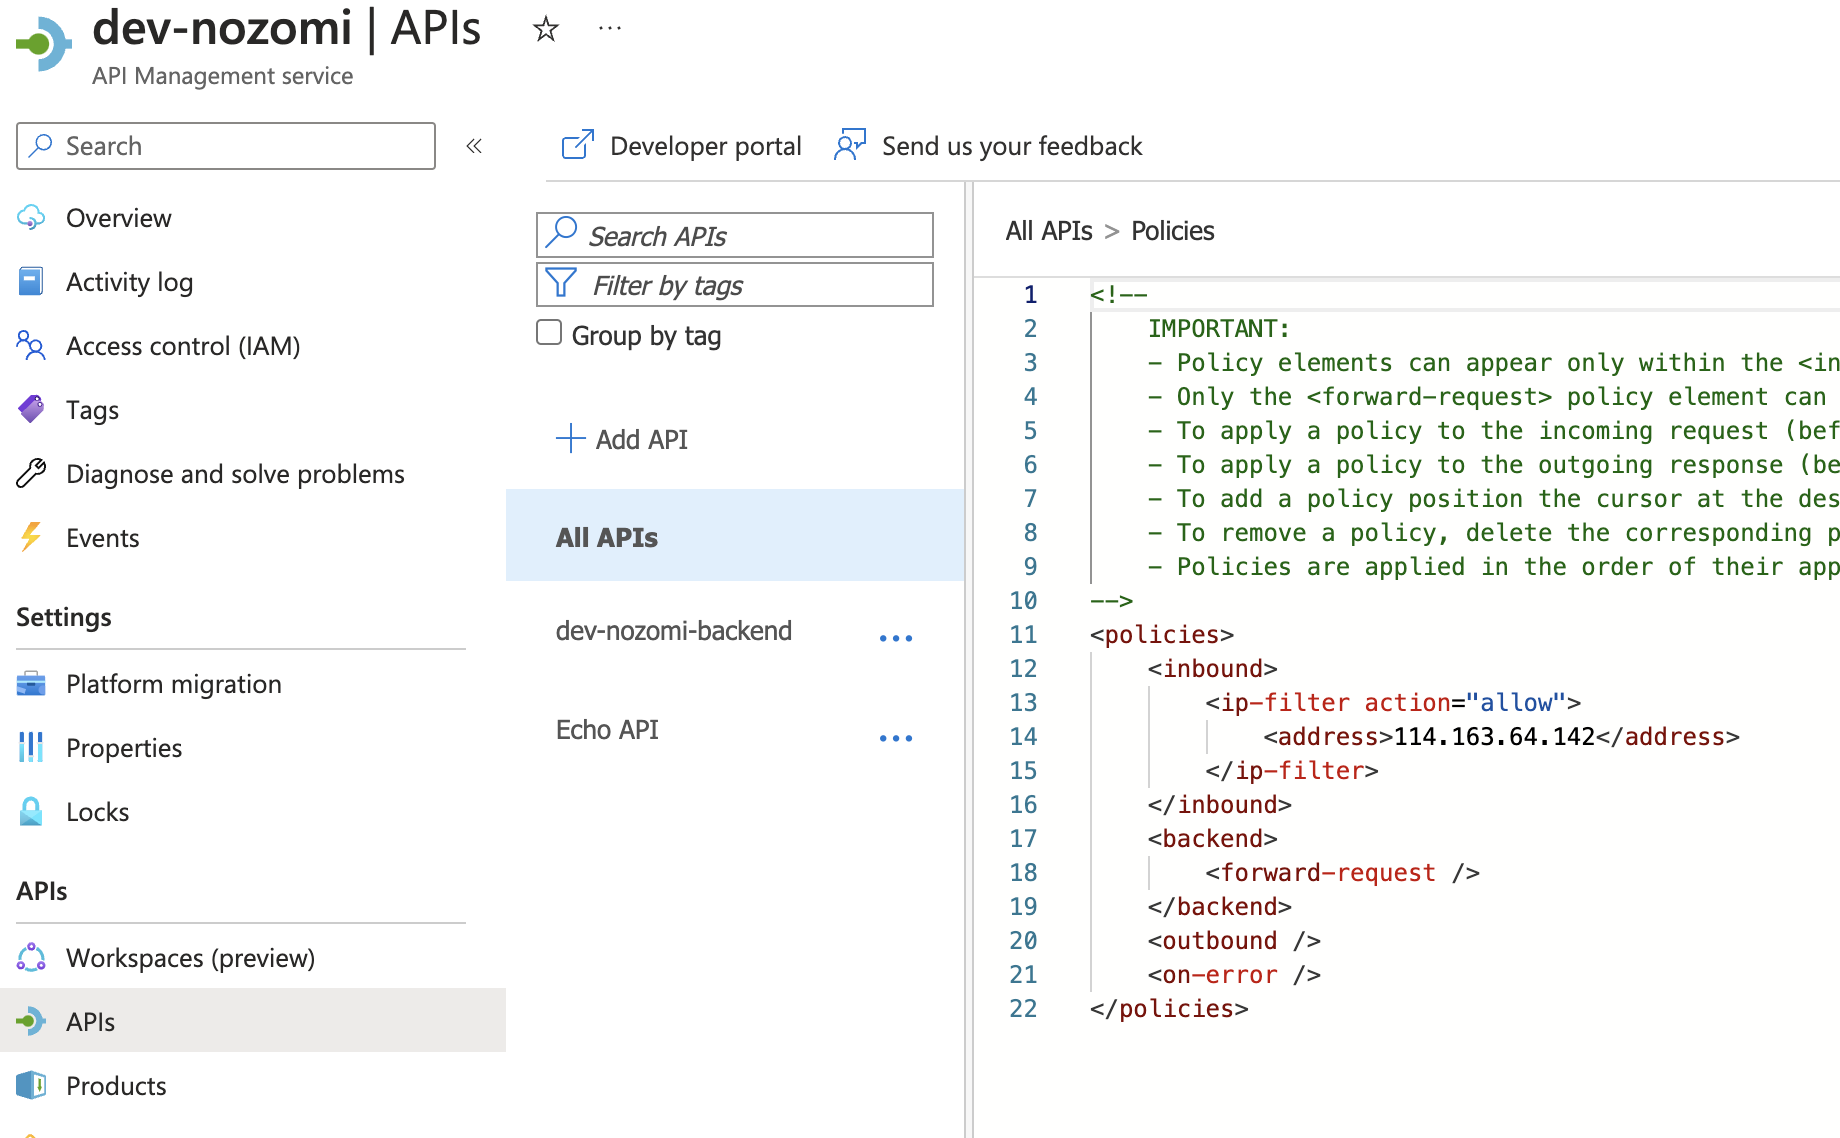 dev-nozomi | APIs
API Management service
Search
Overview
Activity log
Access control (IAM)
Tags
Diagnose and solve problems
Events
Settings
Platform migration
Properties
Locks
APIs
Workspaces (preview)
APIs
Products
Developer portal
Send us your feedback
Search APIs
Filter by tags
Group by tag
Add API
All APIs
dev-nozomi-backend
Echo API
All APIs > Policies
1 <!--
2 IMPORTANT:
3 - Policy elements can appear only within the <in
4 - Only the <forward-request> policy element can
5 - To apply a policy to the incoming request (bef
6 - To apply a policy to the outgoing response (be
7 - To add a policy position the cursor at the des
8 - To remove a policy, delete the corresponding p
9 - Policies are applied in the order of their app
10 -->
11 <policies>
12 <inbound>
13 <ip-filter action="allow">
14 <address>114.163.64.142</address>
15 </ip-filter>
16 </inbound>
17 <backend>
18 <forward-request />
19 </backend>
20 <outbound />
21 <on-error />
22 </policies>